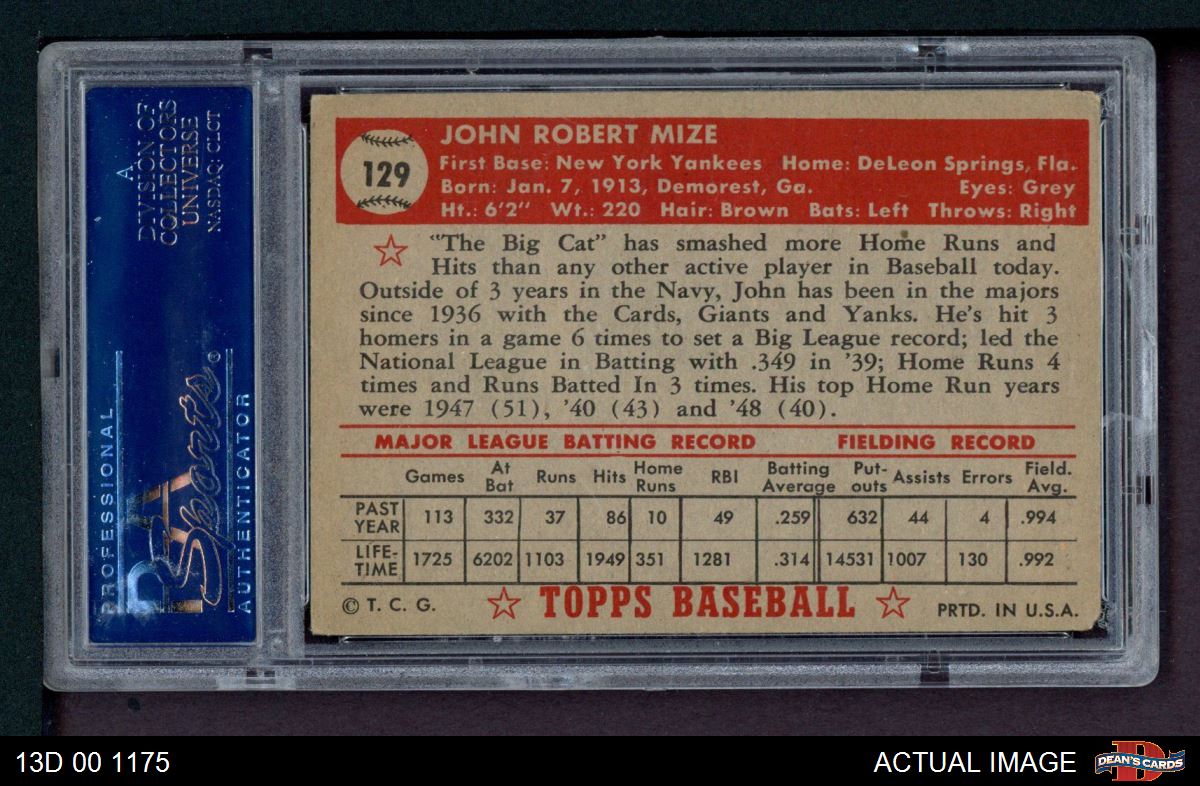 A
DIVISION OF
COLLECTORS
UNIVERSE
NASDAQ: CLCT
PROFESSIONAL
PSA
Sports®
AUTHENTICATOR
129
JOHN ROBERT MIZE
First Base: New York Yankees Home: DeLeon Springs, Fla.
Born: Jan. 7, 1913, Demorest, Ga. Eyes: Grey
Ht.: 6'2" Wt.: 220 Hair: Brown Bats: Left Throws: Right
"The Big Cat" has smashed more Home Runs and
Hits than any other active player in Baseball today.
Outside of 3 years in the Navy, John has been in the majors
since 1936 with the Cards, Giants and Yanks. He's hit 3
homers in a game 6 times to set a Big League record; led the
National League in Batting with .349 in '39; Home Runs 4
times and Runs Batted In 3 times. His top Home Run years
were 1947 (51), '40 (43) and '48 (40).
MAJOR LEAGUE BATTING RECORD FIELDING RECORD
Games At Bat Runs Hits Home Runs RBI Batting Average Put-outs Assists Errors Field. Avg.
PAST YEAR 113 332 37 86 10 49 .259 632 44 4 .994
LIFE-TIME 1725 6202 1103 1949 351 1281 .314 14531 1007 130 .992
© T. C. G. TOPPS BASEBALL PRTD. IN U.S.A.
13D 00 1175 ACTUAL IMAGE D DEAN'S CARDS